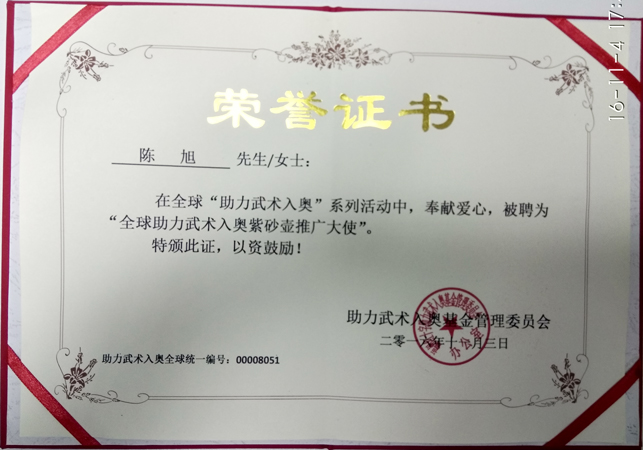 荣誉证书
陈 旭 先生/女士：
在全球“助力武术入奥”系列活动中，奉献爱心，被聘为
“全球助力武术入奥紫砂壶推广大使”。
特颁此证，以资鼓励！
助力武术入奥基金管理委员会
二零一六年十一月三日
助力武术入奥全球统一编号：00008051
16-11-4 17: